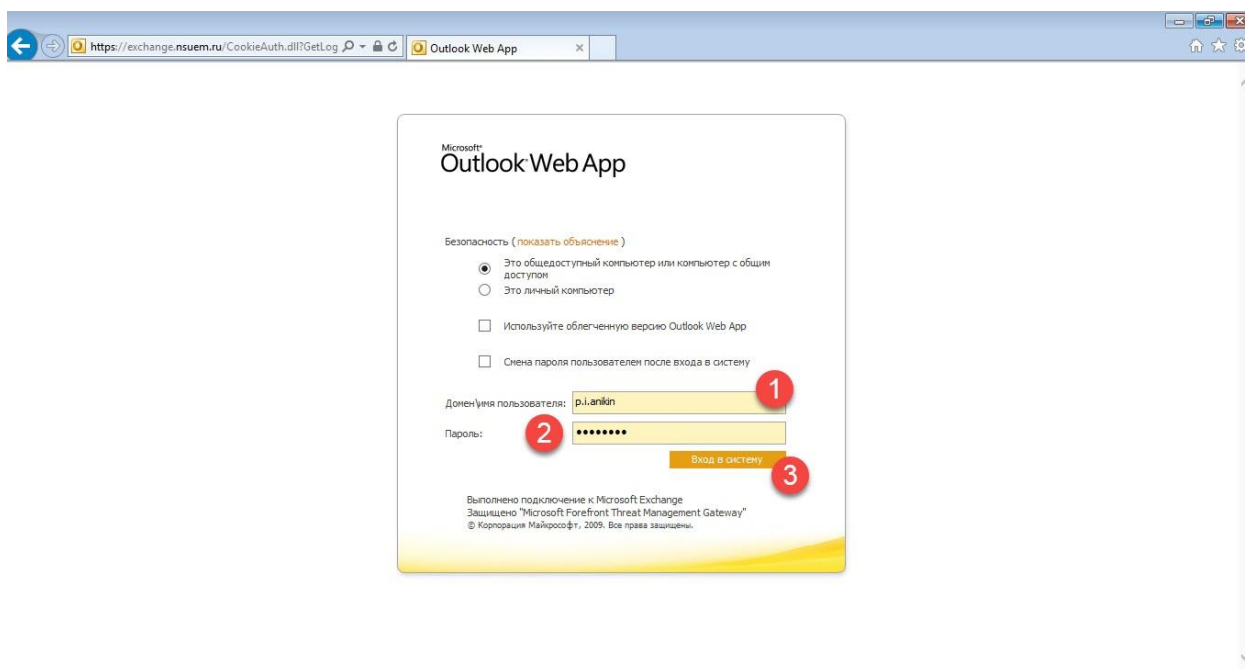 https://exchange.nsuem.ru/CookieAuth.dll?GetLog
Outlook Web App
Microsoft®
Outlook Web App
Безопасность ( показать объяснение )
Это общедоступный компьютер или компьютер с общим
доступом
Это личный компьютер
Используйте облегченную версию Outlook Web App
Смена пароля пользователем после входа в систему
1
Домен\имя пользователя: p.i.anikin
Пароль: 2 ••••••••
Вход в систему
3
Выполнено подключение к Microsoft Exchange
Защищено "Microsoft Forefront Threat Management Gateway"
© Корпорация Майкрософт, 2009. Все права защищены.